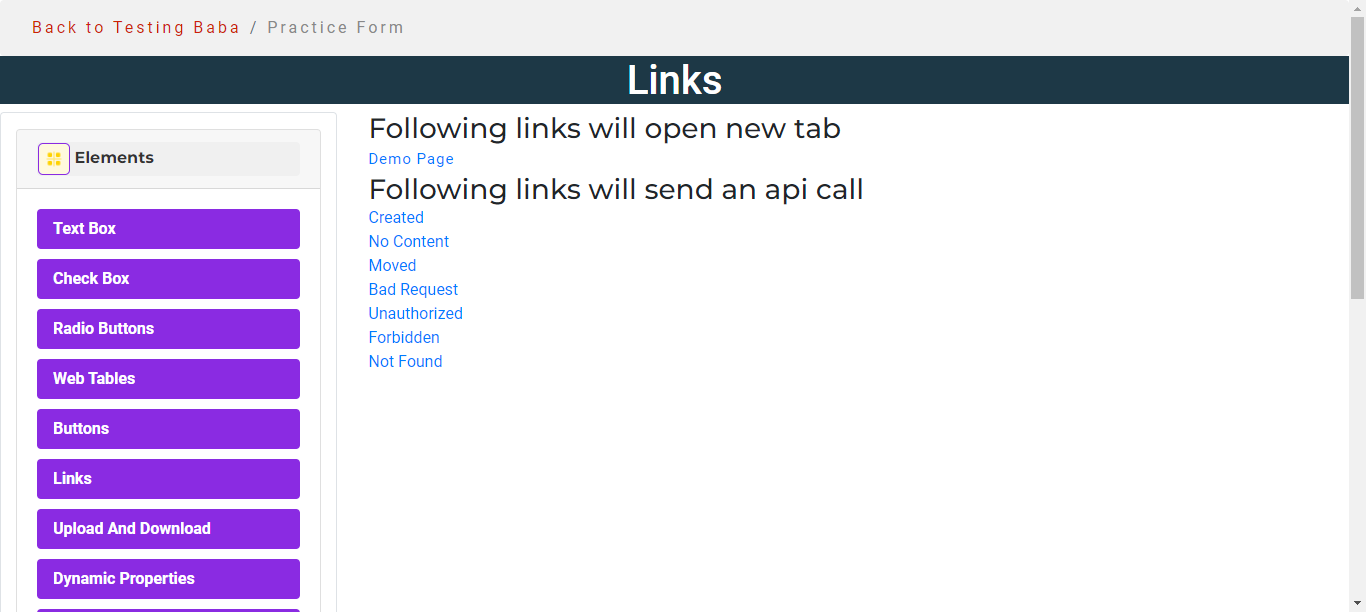 Back to Testing Baba / Practice Form
Links
Elements
Text Box
Check Box
Radio Buttons
Web Tables
Buttons
Links
Upload And Download
Dynamic Properties
Following links will open new tab
Demo Page
Following links will send an api call
Created
No Content
Moved
Bad Request
Unauthorized
Forbidden
Not Found